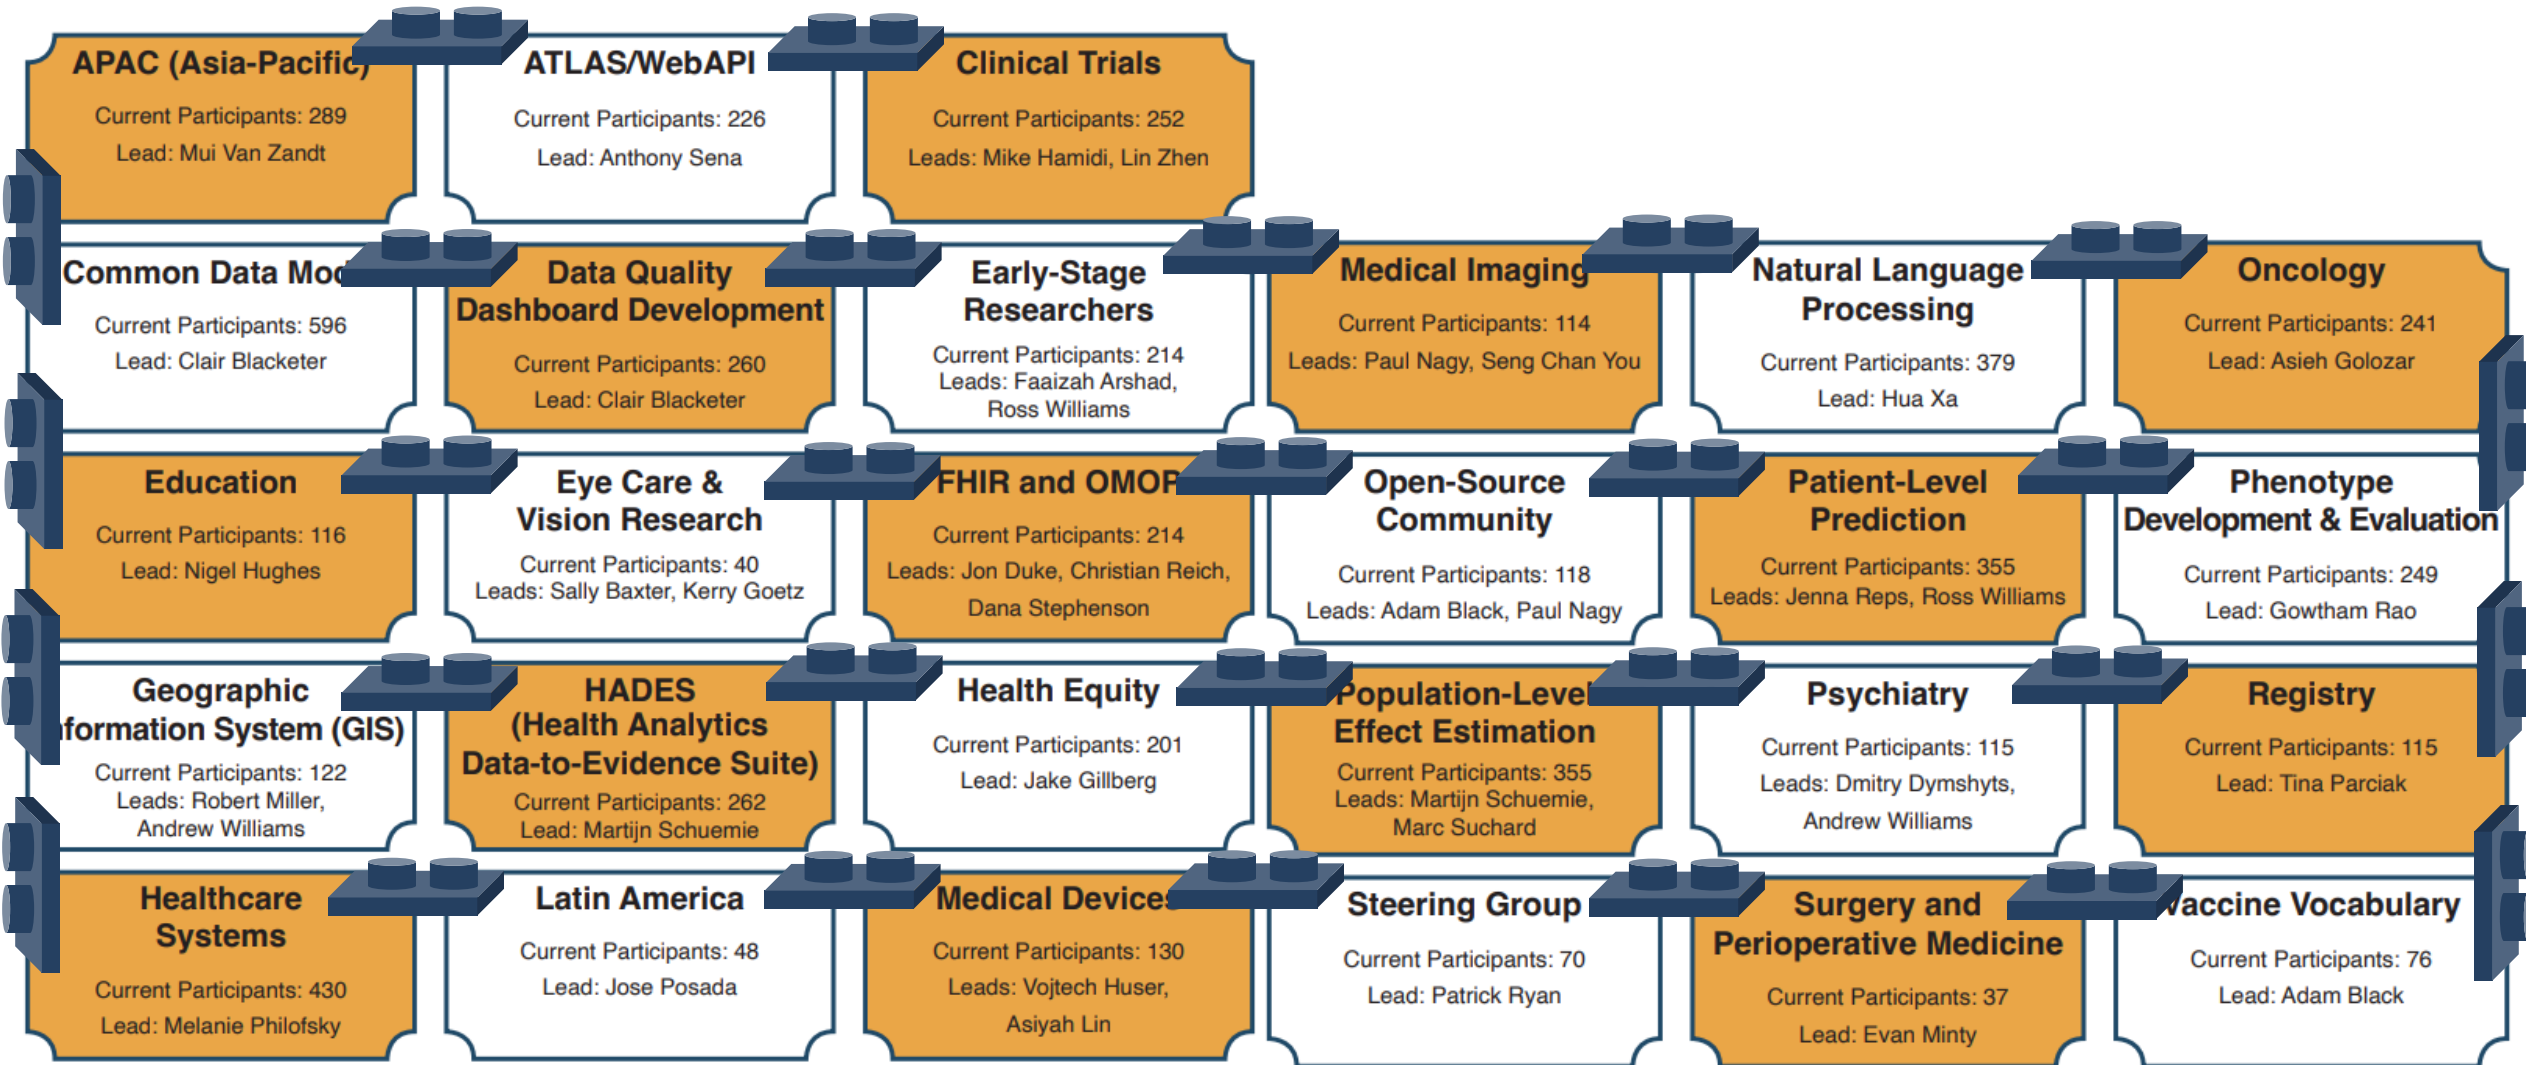 APAC (Asia-Pacific)
Current Participants: 289
Lead: Mui Van Zandt
ATLAS/WebAPI
Current Participants: 226
Lead: Anthony Sena
Clinical Trials
Current Participants: 252
Leads: Mike Hamidi, Lin Zhen
Common Data
Current Participants: 596
Lead: Clair Blacketer
Data Quality
Dashboard Development
Current Participants: 260
Lead: Clair Blacketer
Early-Stage
Researchers
Current Participants: 214
Leads: Faaizah Arshad,
Ross Williams
Medical Imaging
Current Participants: 114
Leads: Paul Nagy, Seng Chan You
Natural Language
Processing
Current Participants: 379
Lead: Hua Xa
Oncology
Current Participants: 241
Lead: Asieh Golozar
Education
Current Participants: 116
Lead: Nigel Hughes
Eye Care &
Vision Research
Current Participants: 40
Leads: Sally Baxter, Kerry Goetz
FHIR and OMOP
Current Participants: 214
Leads: Jon Duke, Christian Reich,
Dana Stephenson
Open-Source
Community
Current Participants: 118
Leads: Adam Black, Paul Nagy
Patient-Level
Prediction
Current Participants: 355
Leads: Jenna Reps, Ross Williams
Phenotype
Development & Evaluation
Current Participants: 249
Lead: Gowtham Rao
Geographic
Information System (GIS)
Current Participants: 122
Leads: Robert Miller,
Andrew Williams
HADES
(Health Analytics
Data-to-Evidence Suite)
Current Participants: 262
Lead: Martijn Schuemie
Health Equity
Current Participants: 201
Lead: Jake Gillberg
Population-Level
Effect Estimation
Current Participants: 355
Leads: Martijn Schuemie,
Marc Suchard
Psychiatry
Current Participants: 115
Leads: Dmitry Dymshyts,
Andrew Williams
Registry
Current Participants: 115
Lead: Tina Parciak
Healthcare
Systems
Current Participants: 430
Lead: Melanie Philofsky
Latin America
Current Participants: 48
Lead: Jose Posada
Medical Devices
Current Participants: 130
Leads: Vojtech Huser,
Asiyah Lin
Steering Group
Current Participants: 70
Lead: Patrick Ryan
Surgery and
Perioperative Medicine
Current Participants: 37
Lead: Evan Minty
Vaccine Vocabulary
Current Participants: 76
Lead: Adam Black